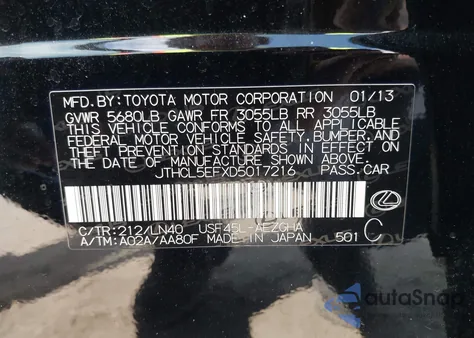 MFD.BY:TOYOTA MOTOR CORPORATION 01/13
GVWR 5680LB GAWR FR 3055LB RR 3055LB
THIS VEHICLE CONFORMS TO ALL APPLICABLE
FEDERAL MOTOR VEHICLE SAFETY,BUMPER,AND
THEFT PREVENTION STANDARDS IN EFFECT ON
THE DATE OF MANUFACTURE SHOWN ABOVE.
JTHCL5EFXD5017216 PASS.CAR
C/TR:212/LN40 USF45L-AEZGHA
A/TM:A02A/AA80F MADE IN JAPAN 501 C
autaSnap